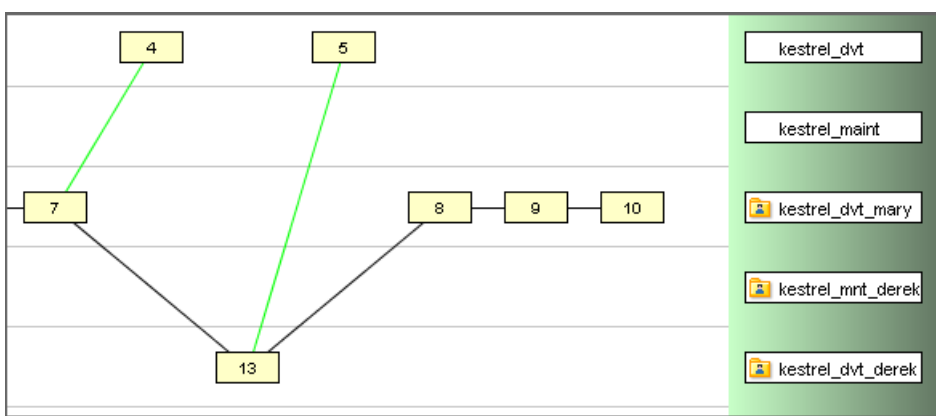 4
5
kestrel_dvt
kestrel_maint
7
8
9
10
kestrel_dvt_mary
kestrel_mnt_derek
13
kestrel_dvt_derek